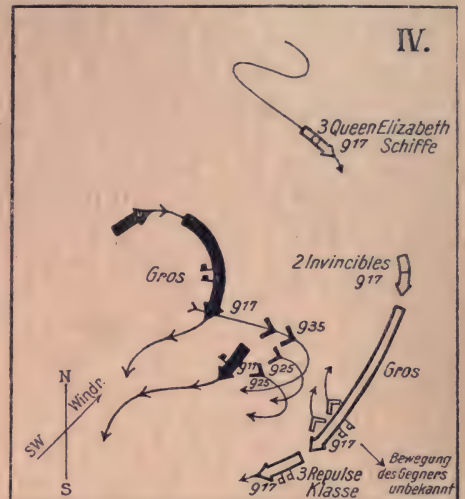 IV.
3 Queen Elizabeth
917 Schiffe
2 Invincibles
917
Gros
917
935
911
925
925
Gros
N
Windr.
SW
S
917
Bewegung
des Gegners
unbekannt
917
3 Repulse
Klasse